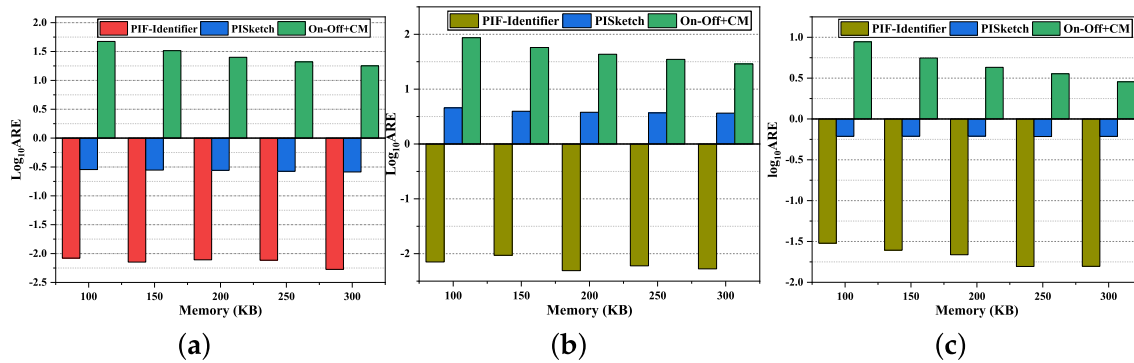 PIF-Identifier PISketch On-Off+CM
2.0
1.5
1.0
0.5
0.0
-0.5
-1.0
-1.5
-2.0
-2.5
Log10ARE
100 150 200 250 300
Memory (KB)
(a)
PIF-Identifier PISketch On-Off+CM
2
1
0
-1
-2
Log10ARE
100 150 200 250 300
Memory (KB)
(b)
PIF-Identifier PISketch On-Off+CM
1.0
0.5
0.0
-0.5
-1.0
-1.5
-2.0
log10ARE
100 150 200 250 300
Memory (KB)
(c)